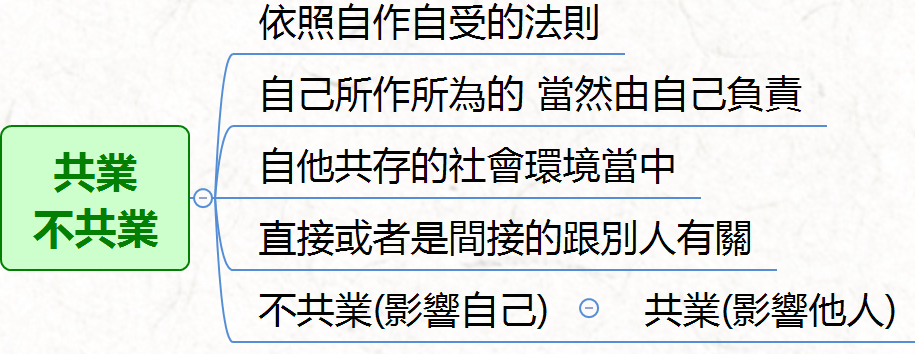 共業
不共業
依照自作自受的法則
自己所作所為的 當然由自己負責
自他共存的社會環境當中
直接或者是間接的跟別人有關
不共業(影響自己) 共業(影響他人)